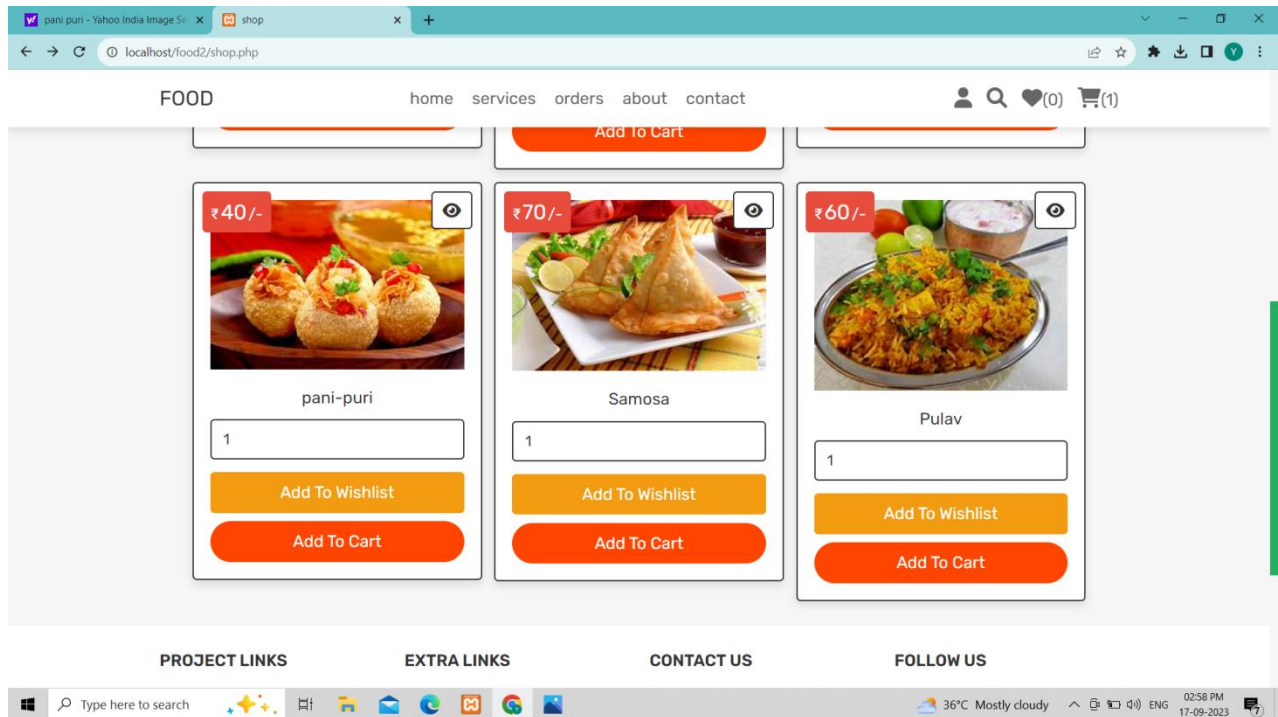 pani puri - Yahoo India Image Se
shop
localhost/food2/shop.php
Y
FOOD
home services orders about contact
(0) (1)
Add To Cart
₹40/-
₹70/-
₹60/-
pani-puri
Samosa
Pulav
1
1
1
Add To Wishlist
Add To Wishlist
Add To Wishlist
Add To Cart
Add To Cart
Add To Cart
PROJECT LINKS
EXTRA LINKS
CONTACT US
FOLLOW US
Type here to search
36°C Mostly cloudy
ENG
02:58 PM
17-09-2023
7